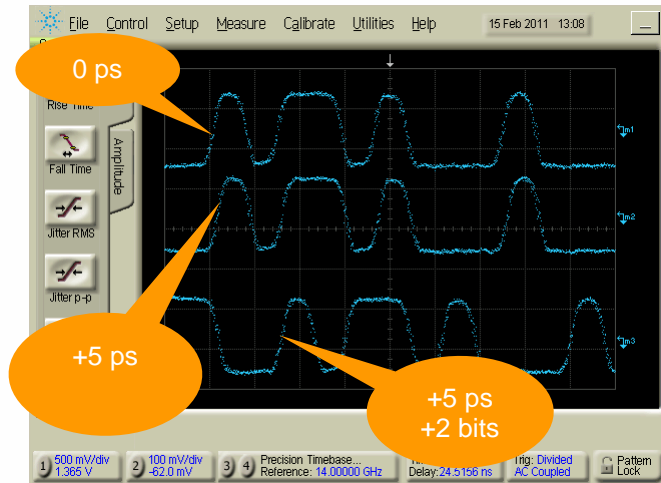 File Control Setup Measure Calibrate Utilities Help 15 Feb 2011 13:08
0 ps
Rise Time
Amplitude
Fall Time
Jitter RMS
Jitter p-p
m1
m2
m3
+5 ps
+5 ps
+2 bits
1) 500 mV/div
1.365 V
2) 100 mV/div
-62.0 mV
3) 4) Precision Timebase...
Reference: 14.00000 GHz
Delay:24.5156 ns
Trig: Divided
AC Coupled
Pattern
Lock